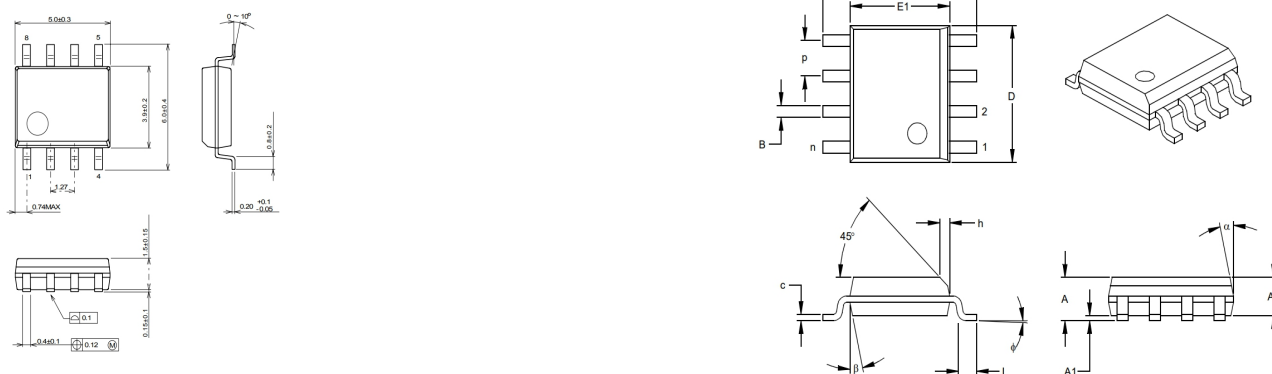 5.0±0.3
0 ~ 10°
8
5
3.9±0.2
6.0±0.4
0.8±0.2
1
4
1.27
0.74MAX
0.20 +0.1 -0.05
1.5±0.15
0.1
0.15±0.1
0.4±0.1
0.12 M
E1
p
D
2
B
n
1
45°
h
α
c
A
A1
φ
β